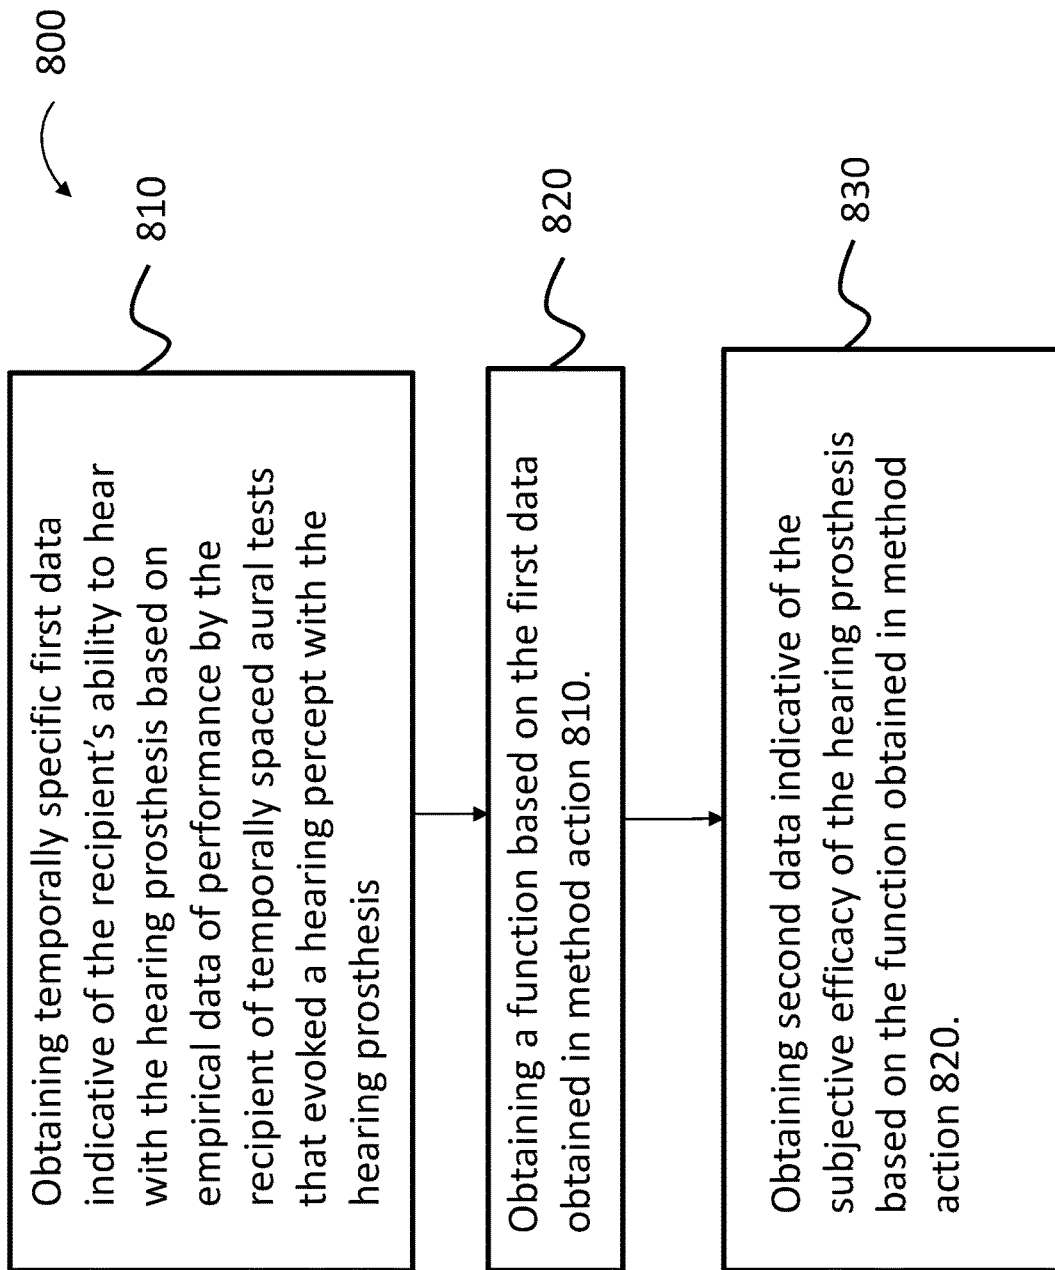 800
810
Obtaining temporally specific first data
indicative of the recipient's ability to hear
with the hearing prosthesis based on
empirical data of performance by the
recipient of temporally spaced aural tests
that evoked a hearing percept with the
hearing prosthesis
820
Obtaining a function based on the first data
obtained in method action 810.
830
Obtaining second data indicative of the
subjective efficacy of the hearing prosthesis
based on the function obtained in method
action 820.